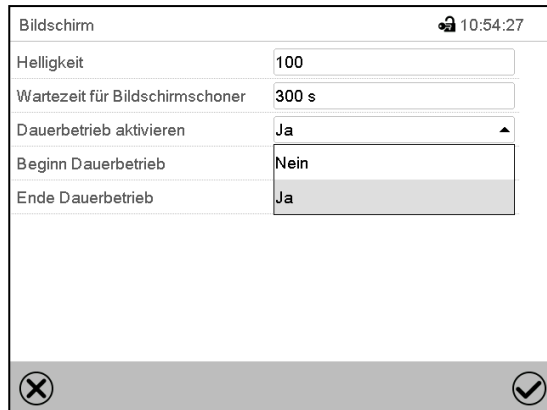 Bildschirm 10:54:27
Helligkeit 100
Wartezeit für Bildschirmschoner 300 s
Dauerbetrieb aktivieren Ja
Beginn Dauerbetrieb Nein
Ende Dauerbetrieb Ja